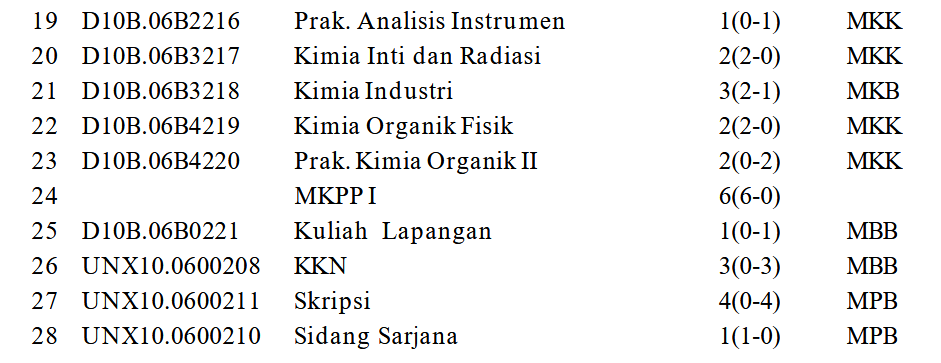 19 D10B.06B2216 Prak. Analisis Instrumen 1(0-1) MKK
20 D10B.06B3217 Kimia Inti dan Radiasi 2(2-0) MKK
21 D10B.06B3218 Kimia Industri 3(2-1) MKB
22 D10B.06B4219 Kimia Organik Fisik 2(2-0) MKK
23 D10B.06B4220 Prak. Kimia Organik II 2(0-2) MKK
24 MKPP I 6(6-0)
25 D10B.06B0221 Kuliah Lapangan 1(0-1) MBB
26 UNX10.0600208 KKN 3(0-3) MBB
27 UNX10.0600211 Skripsi 4(0-4) MPB
28 UNX10.0600210 Sidang Sarjana 1(1-0) MPB